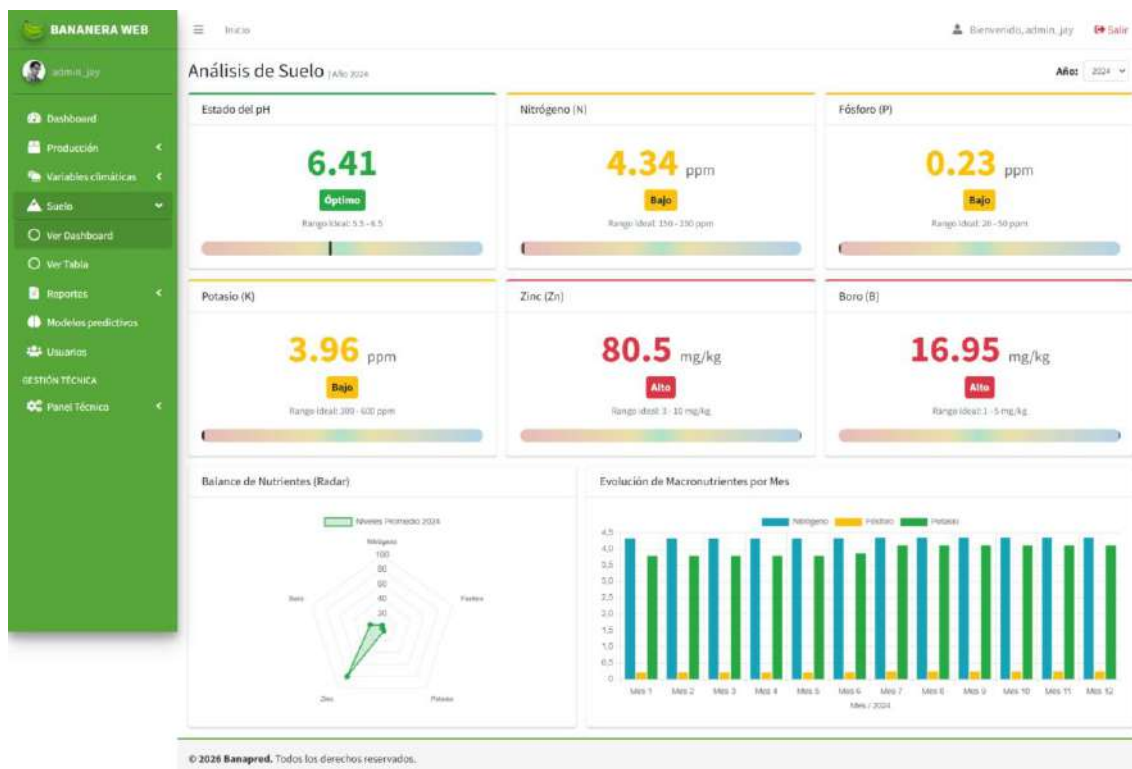 BANANERA WEB
Inicio
Bienvenido, admin_jay
Salir
admin_jay
Dashboard
Producción
Variables climáticas
Suelo
Ver Dashboard
Ver Tabla
Reportes
Modelos predictivos
Usuarios
GESTIÓN TÉCNICA
Panel Técnico
Análisis de Suelo | Año 2024
Año: 2024
Estado del pH
6.41
Óptimo
Rango Ideal: 5.5 - 6.5
Nitrógeno (N)
4.34 ppm
Bajo
Rango Ideal: 150 - 350 ppm
Fósforo (P)
0.23 ppm
Bajo
Rango Ideal: 20 - 50 ppm
Potasio (K)
3.96 ppm
Bajo
Rango Ideal: 300 - 600 ppm
Zinc (Zn)
80.5 mg/kg
Alto
Rango Ideal: 3 - 10 mg/kg
Boro (B)
16.95 mg/kg
Alto
Rango Ideal: 1 - 5 mg/kg
Balance de Nutrientes (Radar)
Niveles Promedio 2024
Nitrógeno
100
80
60
40
20
Boro
Fósforo
Zinc
Potasio
Evolución de Macronutrientes por Mes
Nitrógeno Fósforo Potasio
4,5
4,0
3,5
3,0
2,5
2,0
1,5
1,0
0,5
0
Mes 1 Mes 2 Mes 3 Mes 4 Mes 5 Mes 6 Mes 7 Mes 8 Mes 9 Mes 10 Mes 11 Mes 12
Mes / 2024
© 2026 Banapred. Todos los derechos reservados.